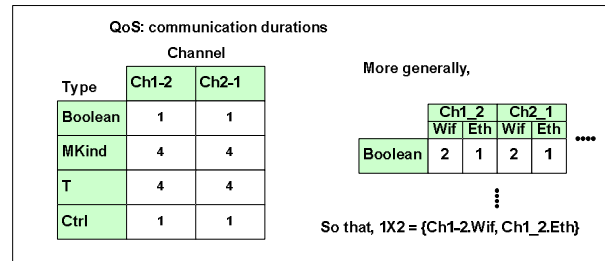 QoS: communication durations
Channel
Type Ch1-2 Ch2-1
Boolean 1 1
MKind 4 4
T 4 4
Ctrl 1 1
More generally,
Ch1_2 Ch2_1
Wif Eth Wif Eth
Boolean 2 1 2 1
So that, 1X2 = {Ch1-2.Wif, Ch1_2.Eth}